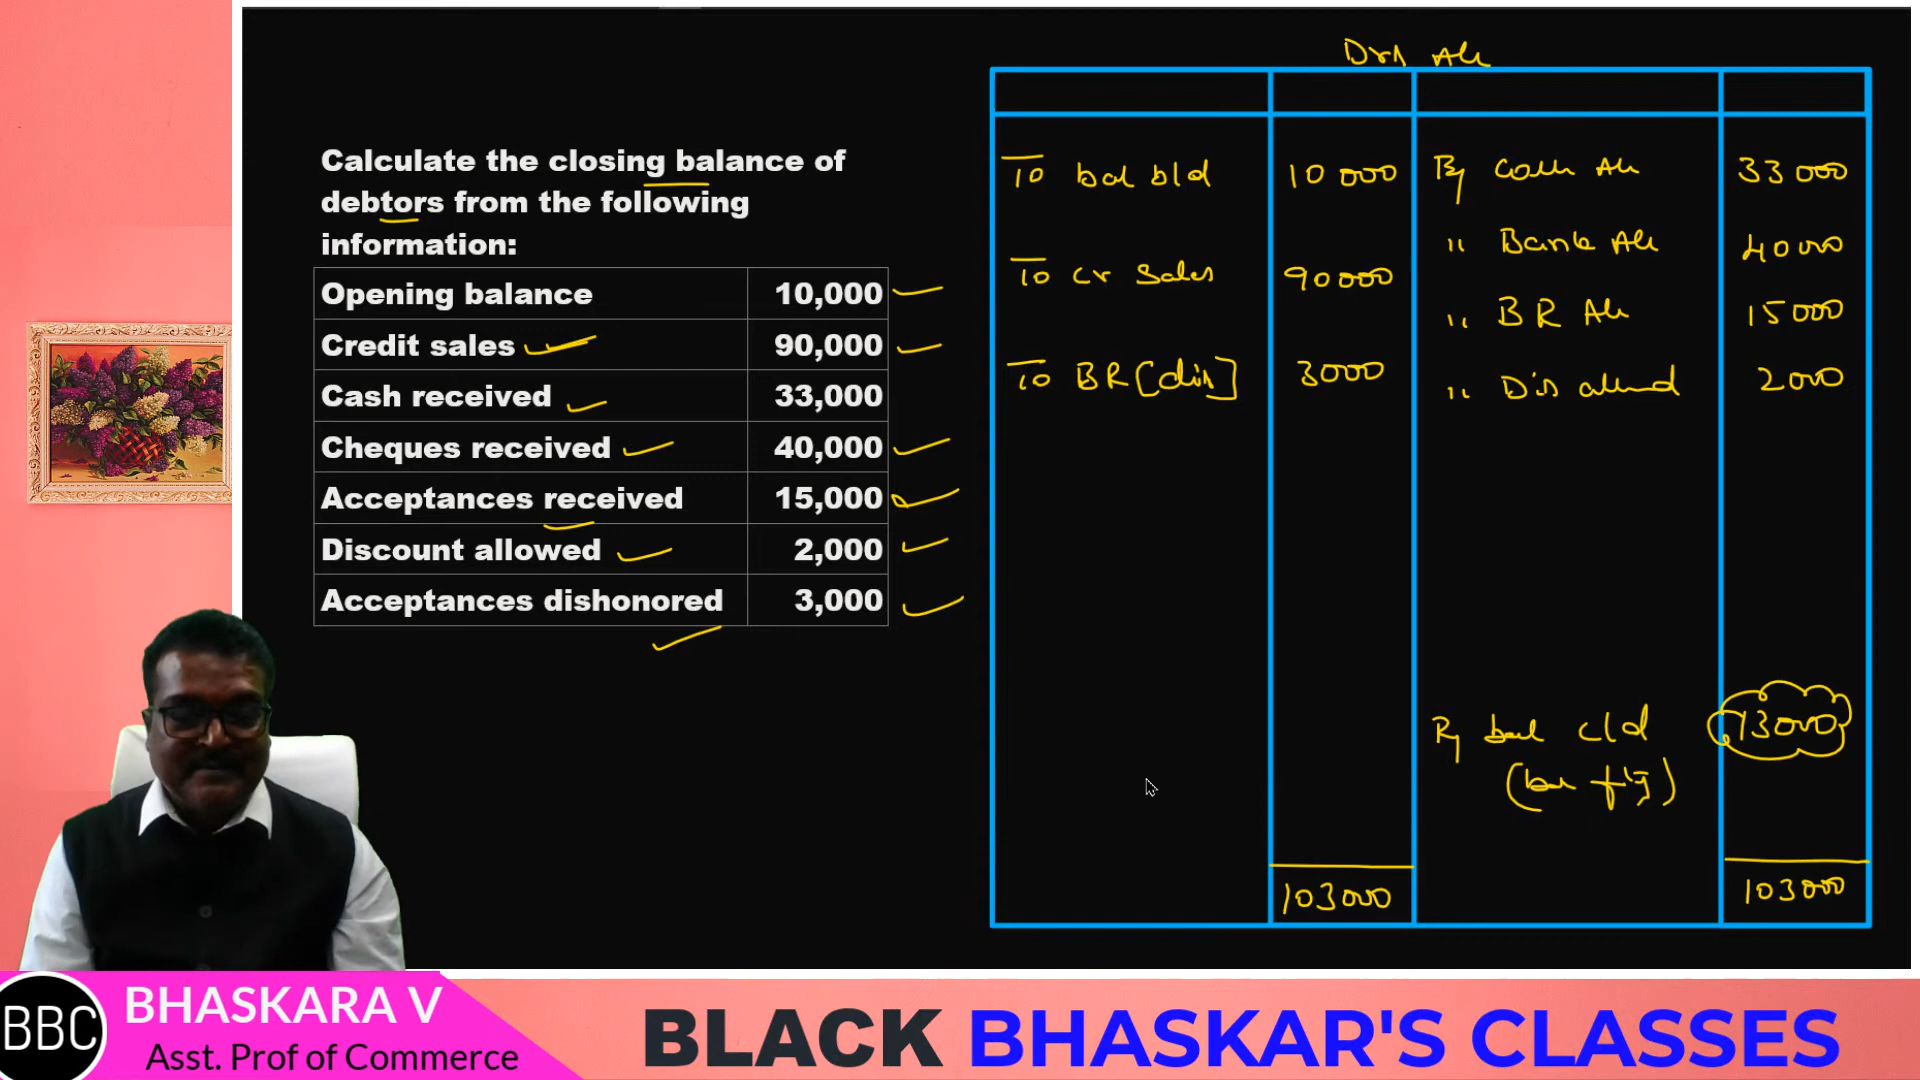 Calculate the closing balance of
debtors from the following
information:
Opening balance 10,000
Credit sales 90,000
Cash received 33,000
Cheques received 40,000
Acceptances received 15,000
Discount allowed 2,000
Acceptances dishonored 3,000
Drs A/c
To bal b/d 10000 By Cash A/c 33000
To Cr Sales 90000 " Bank A/c 40000
To BR [dis] 3000 " BR A/c 15000
" Dis allowed 2000
By bal c/d 13000
(bal fig)
103000 103000
BBC
BHASKARA V
Asst. Prof of Commerce
BLACK BHASKAR'S CLASSES